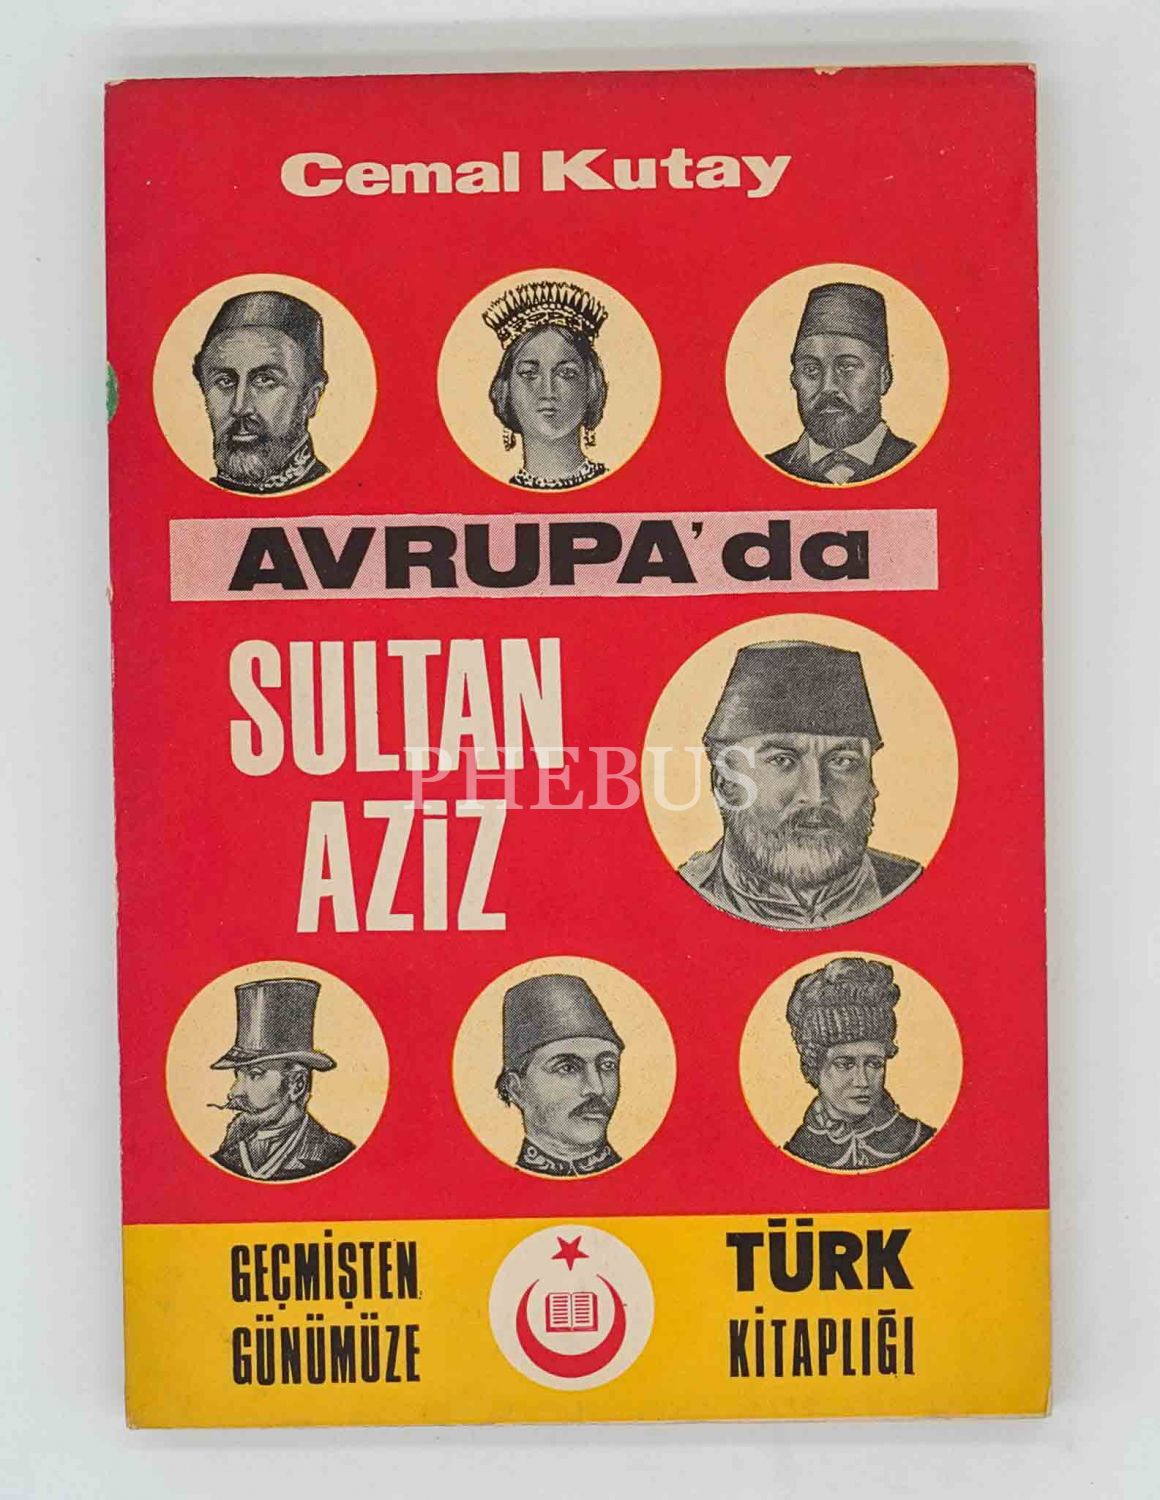 Cemal Kutay
AVRUPA'da
SULTAN
AZİZ
PHEBUS
GEÇMİŞTEN
GÜNÜMÜZE
TÜRK
KİTAPLIĞI